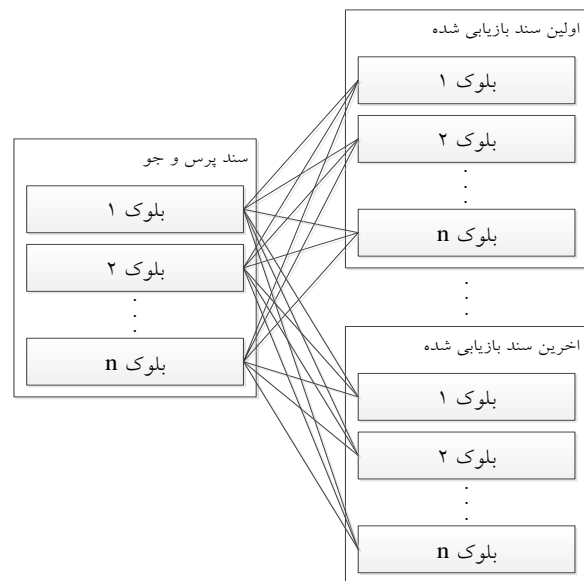 اولین سند بازیابی شده
بلوک ۱
بلوک ۲
بلوک n
سند پرس و جو
بلوک ۱
بلوک ۲
بلوک n
اخرین سند بازیابی شده
بلوک ۱
بلوک ۲
بلوک n